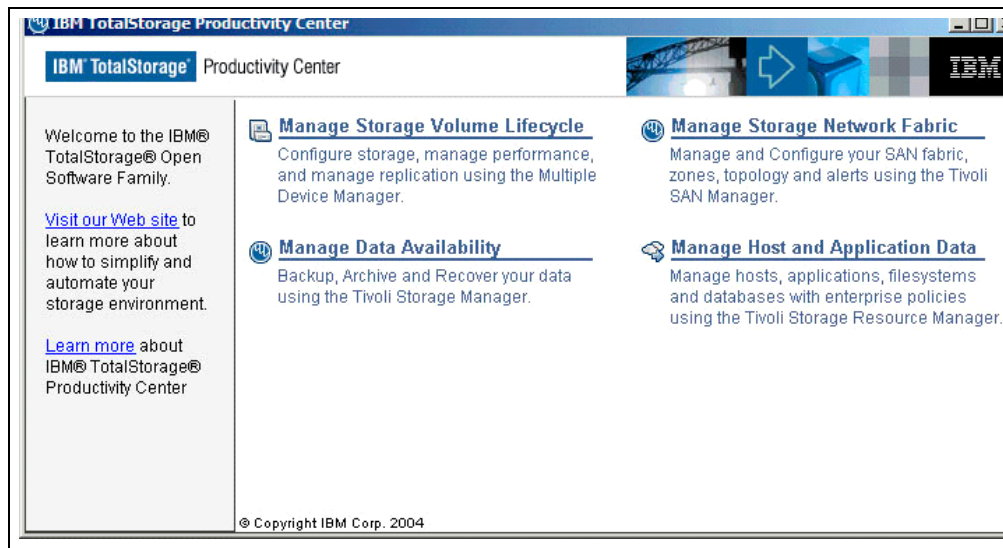 IBM TotalStorage Productivity Center
IBM® TotalStorage® Productivity Center
IBM
Welcome to the IBM®
TotalStorage® Open
Software Family.
Visit our Web site to
learn more about
how to simplify and
automate your
storage environment.
Learn more about
IBM® TotalStorage®
Productivity Center
Manage Storage Volume Lifecycle
Configure storage, manage performance,
and manage replication using the Multiple
Device Manager.
Manage Data Availability
Backup, Archive and Recover your data
using the Tivoli Storage Manager.
Manage Storage Network Fabric
Manage and Configure your SAN fabric,
zones, topology and alerts using the Tivoli
SAN Manager.
Manage Host and Application Data
Manage hosts, applications, filesystems
and databases with enterprise policies
using the Tivoli Storage Resource Manager.
© Copyright IBM Corp. 2004